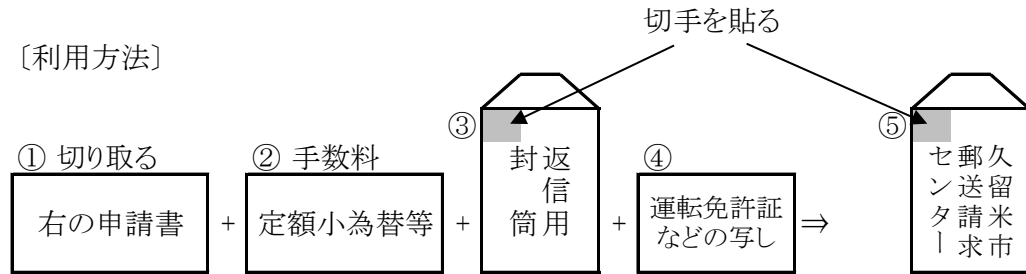 切手を貼る
〔利用方法〕
① 切り取る
右の申請書
+
② 手数料
定額小為替等
+
③
返信用
封筒
+
④
運転免許証
などの写し
⇒
⑤
久留米市
郵送請求
センター